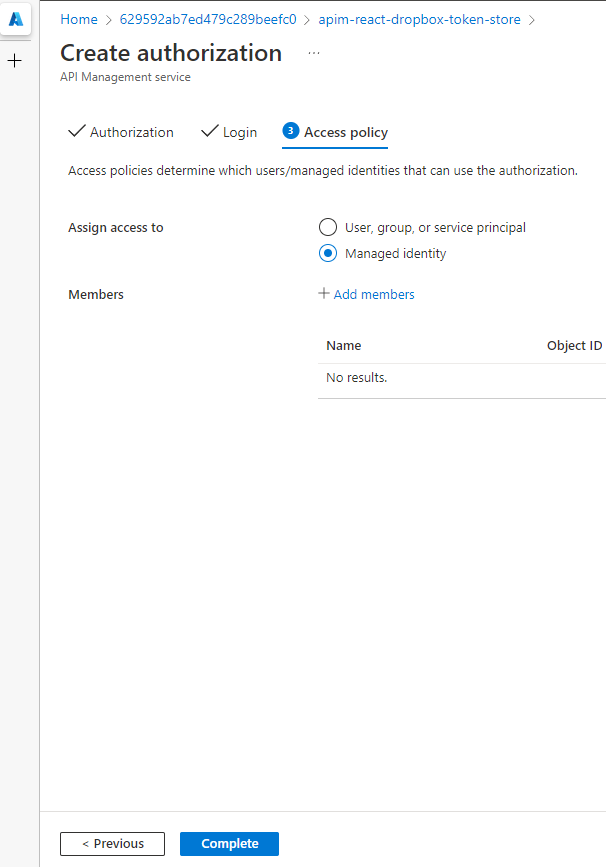 Home > 629592ab7ed479c289beefc0 > apim-react-dropbox-token-store >
Create authorization ...
API Management service
Authorization Login 3 Access policy
Access policies determine which users/managed identities that can use the authorization.
Assign access to User, group, or service principal
Managed identity
Members + Add members
Name Object ID
No results.
< Previous Complete